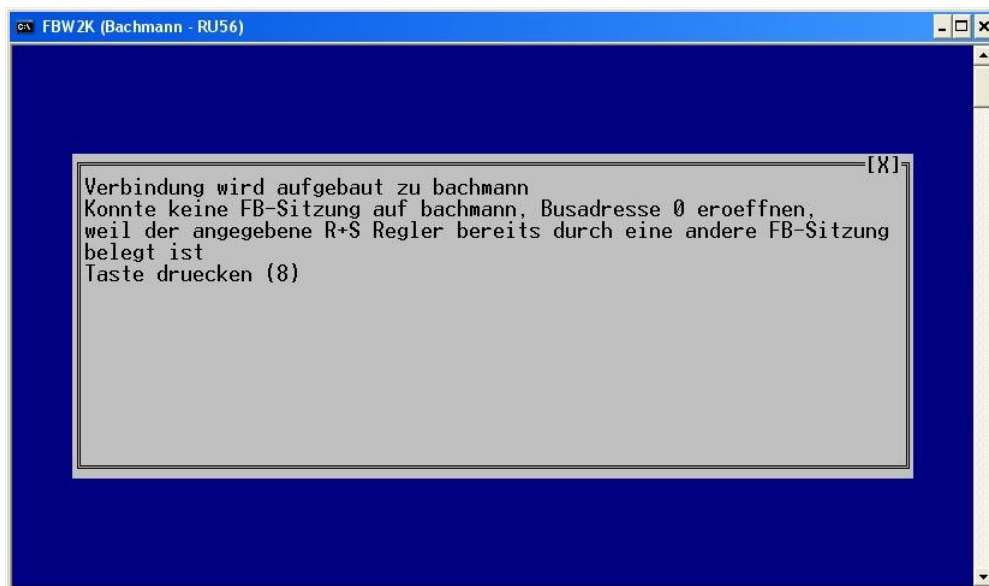 FBW2K (Bachmann - RU56)
[X]
Verbindung wird aufgebaut zu bachmann
Konnte keine FB-Sitzung auf bachmann, Busadresse 0 eroeffnen,
weil der angegebene R+S Regler bereits durch eine andere FB-Sitzung
belegt ist
Taste druecken (8)